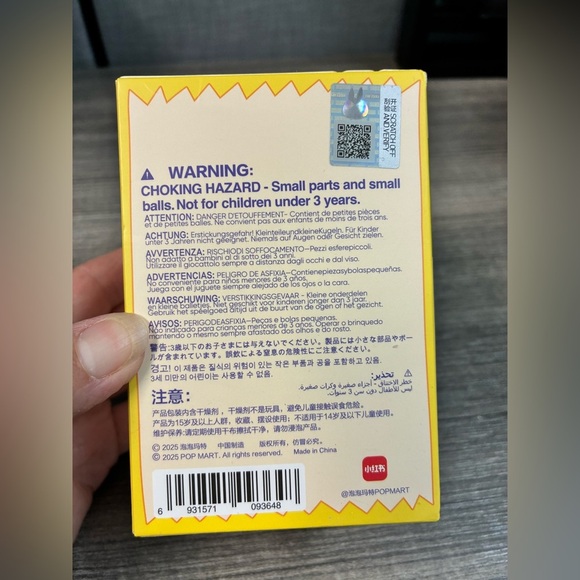 开涂 SCRATCH OFF
刮验 AND VERIFY
WARNING:
CHOKING HAZARD - Small parts and small
balls. Not for children under 3 years.
ATTENTION: DANGER D'ETOUFFEMENT- Contient de petites pièces
et de petites balles. Ne convient pas aux enfants de moins de trois ans.
ACHTUNG: Erstickungsgefahr! KleinteileundkleineKugeln. Für Kinder
unter 3 Jahren nicht geeignet. Niemals auf Augen oder Gesicht zielen.
AVVERTENZA: RISCHIODI SOFFOCAMENTO-Pezzi esferepiccoli.
Non adatto a bambini di sotto dei 3 anni.
Utilizzare il giocattolo sempre a distanza dagli occhi e dal viso.
ADVERTENCIAS: PELIGRO DE ASFIXIA-Contienepiezasybolaspequeñas.
No conveniente para niños menores de 3 años.
Juega con el juguete siempre alejado de los ojos o la cara.
WAARSCHUWING: VERSTIKKINGSGEVAAR - Kleine onderdelen
en kleine balletjes. Niet geschikt voor kinderen jonger dan 3 jaar.
Gebruik het speelgoed altijd uit de buurt van de ogen of het gezicht.
AVISOS: PERIGODEASFIXIA-Peças e bolas pequenas.
Não indicado para crianças menores de 3 anos. Operar o brinquedo
mantendo o mesmo sempre afastado dos olhos e do rosto.
警告:3歳以下のお子さまには与えないでください。製品には小さな部品やボー
ルが含まれています。誤飲による窒息の危険性にご注意ください。
경고! 이 제품은 질식의 위험이 있는 작은 부품과 공을 포함하고 있음.
3세 미만의 어린이는 사용할 수 없음.
تحذير:
خطر الاختناق - أجزاء صغيرة وكرات صغيرة.
ليس للأطفال دون سن 3 سنوات.
注意:
产品包装内含干燥剂,干燥剂不是玩具,避免儿童接触或误食危险。
产品为15岁及以上人群,收藏、摆设使用;不适用于14岁及以下儿童使用。
维护保养:请定期使用干布擦拭干净,请勿浸泡产品。
© 2025 泡泡玛特 中国制造 版权所有,仿冒必究。
© 2025 POP MART. All rights reserved. Made in China
小红书
@泡泡玛特POPMART
6 931571 093648